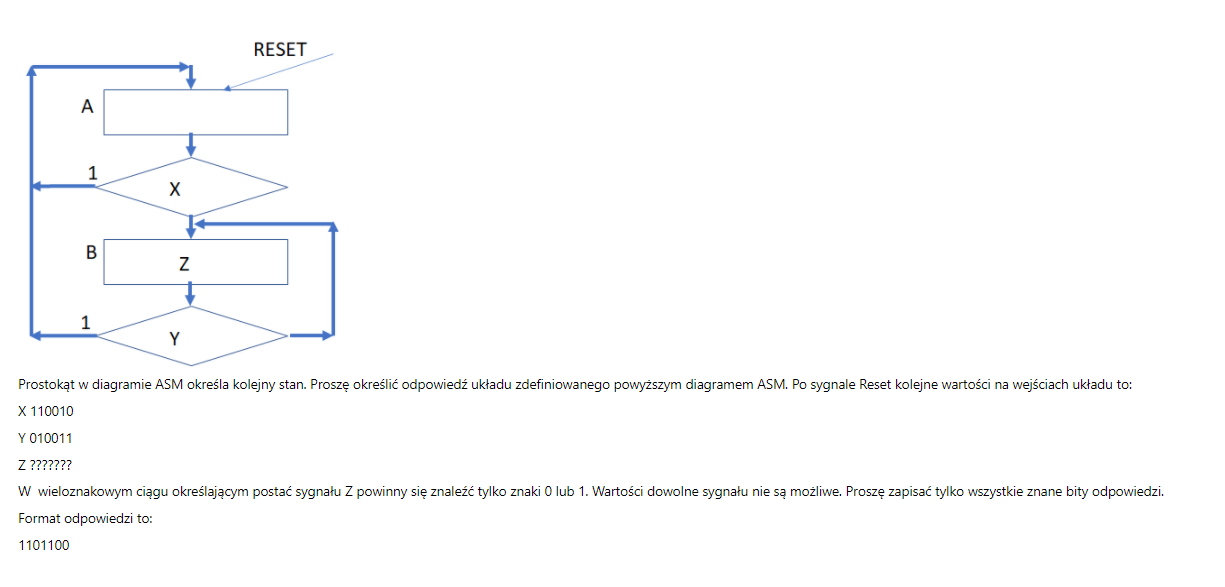 RESET
A
1
X
B
Z
1
Y
Prostokąt w diagramie ASM określa kolejny stan. Proszę określić odpowiedź układu zdefiniowanego powyższym diagramem ASM. Po sygnale Reset kolejne wartości na wejściach układu to:
X 110010
Y 010011
Z ???????
W  wieloznakowym ciągu określającym postać sygnału Z powinny się znaleźć tylko znaki 0 lub 1. Wartości dowolne sygnału nie są możliwe. Proszę zapisać tylko wszystkie znane bity odpowiedzi.
Format odpowiedzi to:
1101100